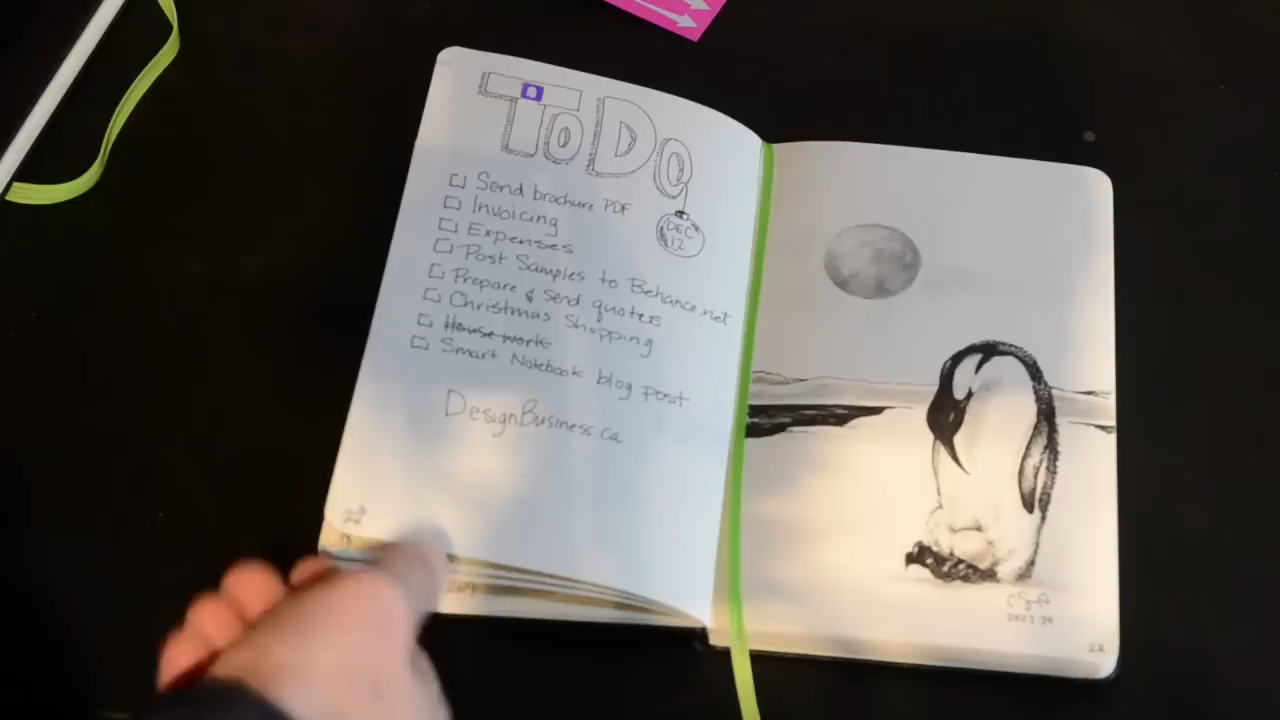 ToDo
DEC
12
Send brochure PDF
Invoicing
Expenses
Post Samples to Behance.net
Prepare & send quotes
Christmas Shopping
House work
Smart Notebook blog post
DesignBusiness.ca
22